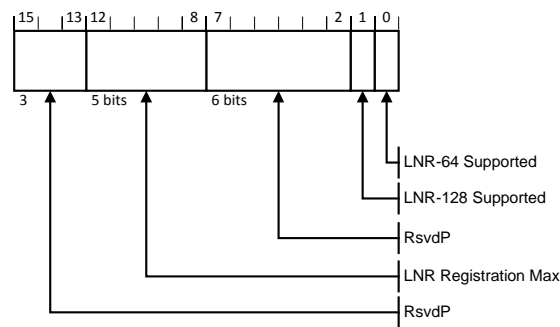 15 13 12 8 7 2 1 0
3 5 bits 6 bits
LNR-64 Supported
LNR-128 Supported
RsvdP
LNR Registration Max
RsvdP